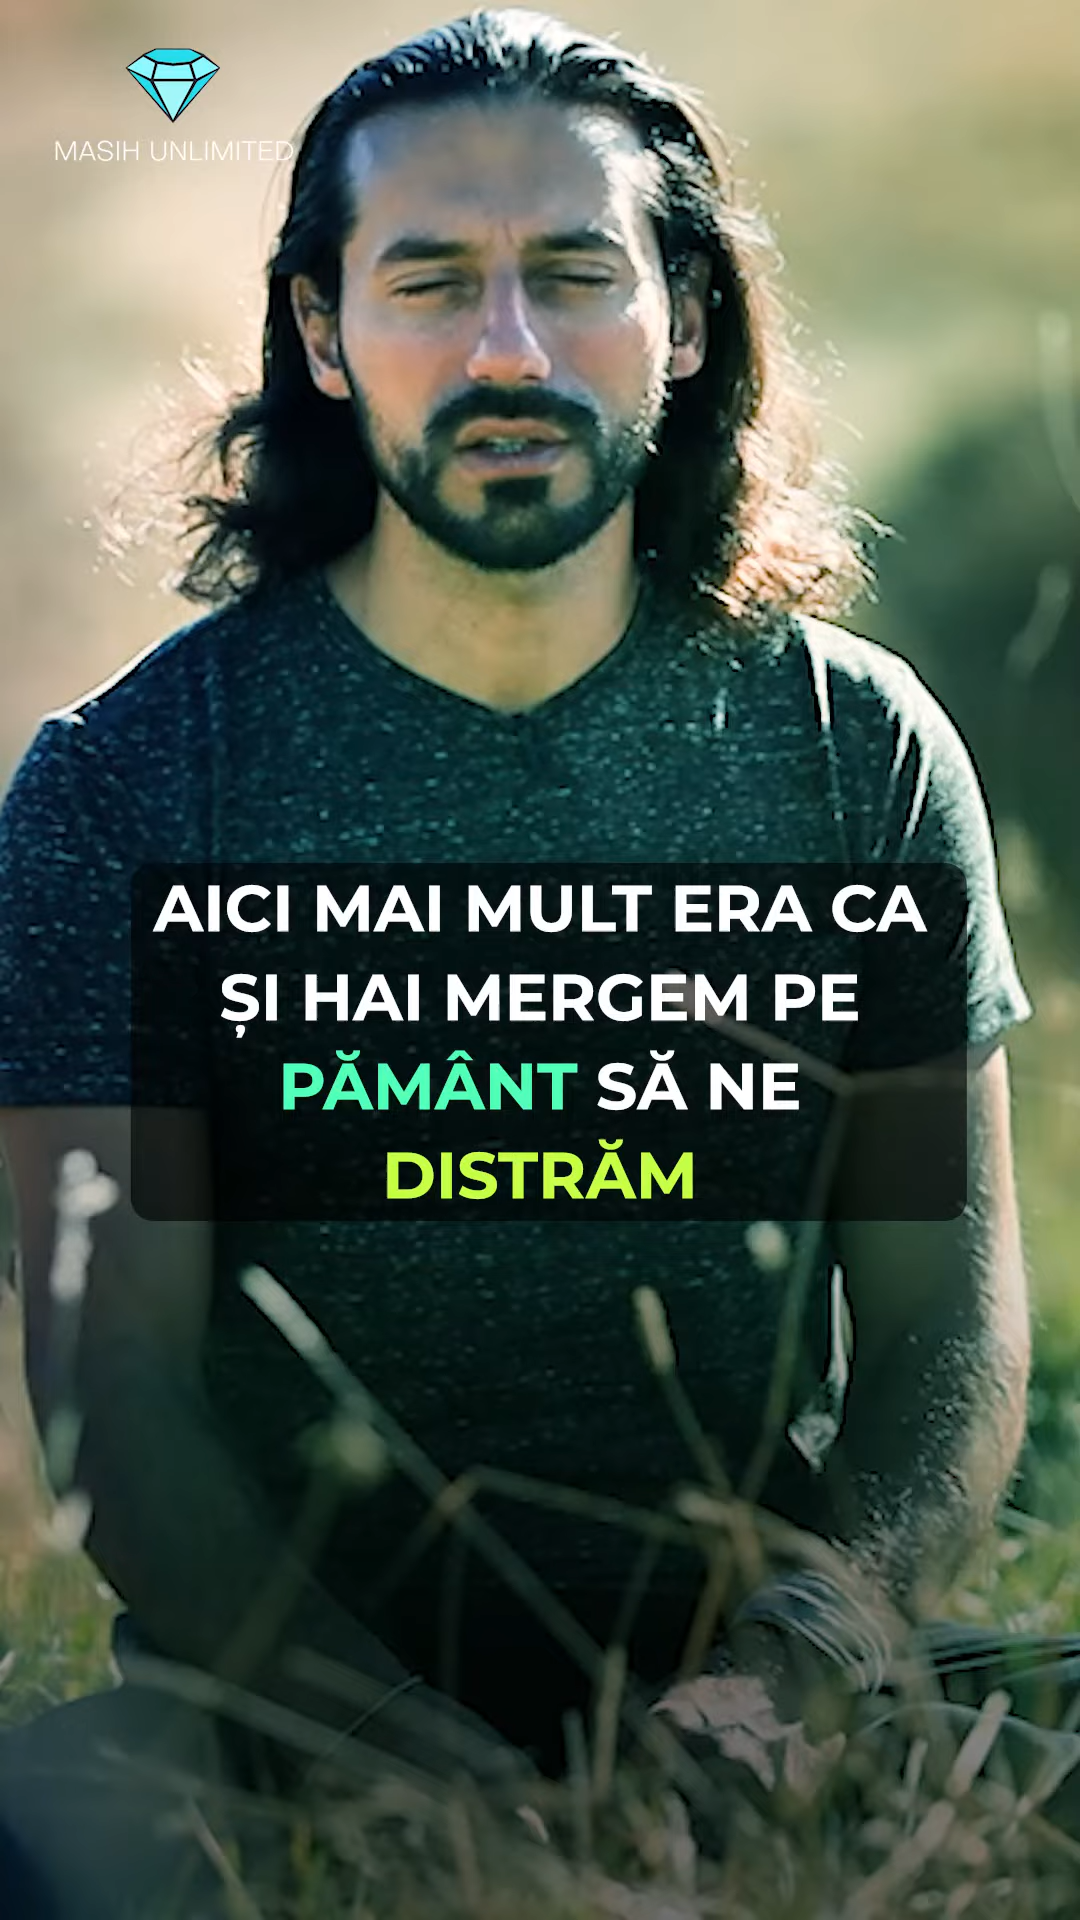 MASIH UNLIMITED
AICI MAI MULT ERA CA
ȘI HAI MERGEM PE
PĂMÂNT SĂ NE
DISTRĂM